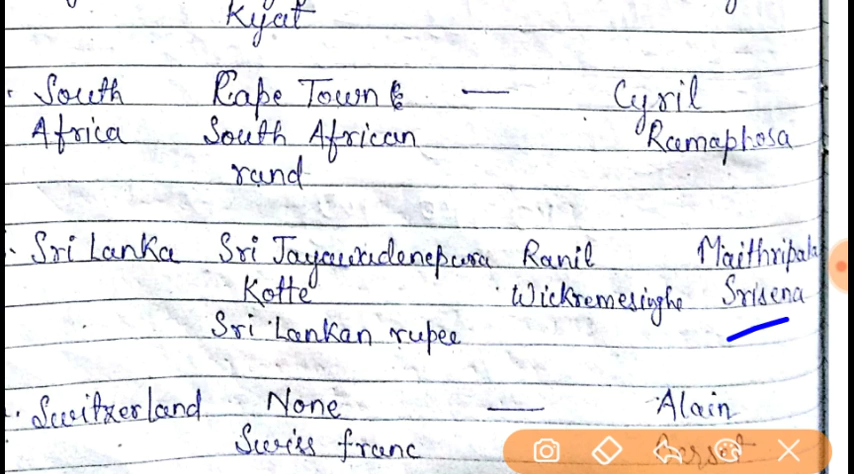 Kyat
South Cape Town & — Cyril
Africa South African Ramaphosa
rand
Sri Lanka Sri Jayawardenepura Ranil Maithripala
Kotte Wickremesinghe Srisena
Sri Lankan rupee
Switzerland None — Alain
Swiss franc